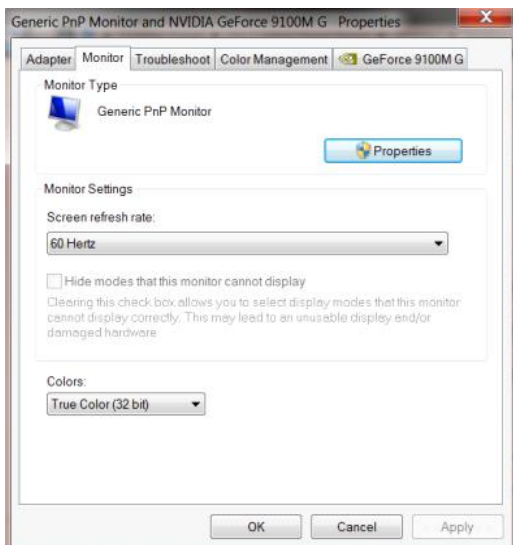 Generic PnP Monitor and NVIDIA GeForce 9100M G Properties
Adapter Monitor Troubleshoot Color Management GeForce 9100M G
Monitor Type
Generic PnP Monitor
Properties
Monitor Settings
Screen refresh rate:
60 Hertz
Hide modes that this monitor cannot display
Clearing this check box allows you to select display modes that this monitor
cannot display correctly. This may lead to an unusable display and/or
damaged hardware
Colors:
True Color (32 bit)
OK Cancel Apply